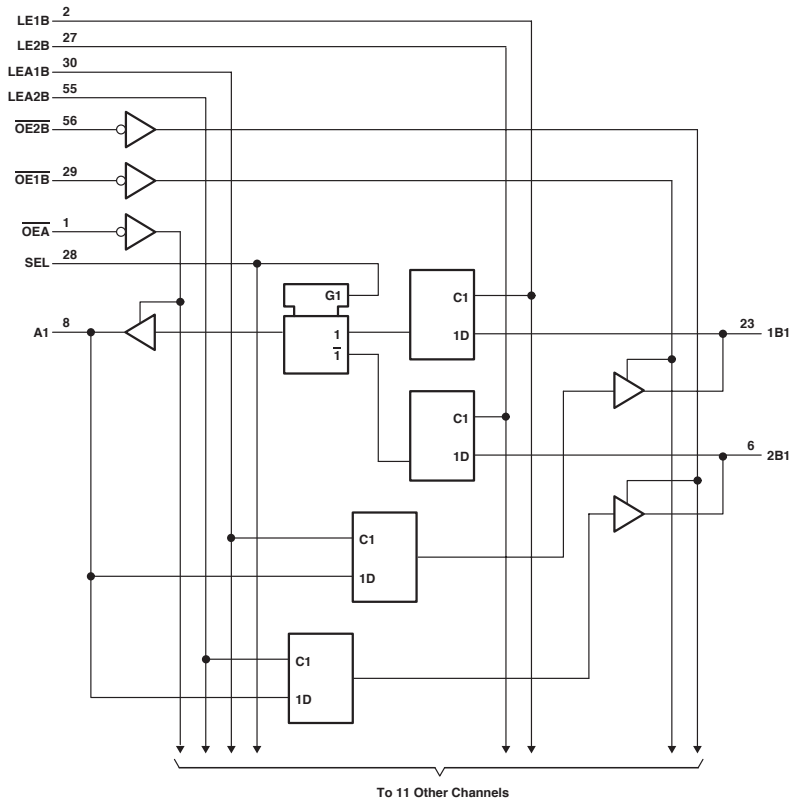 LE1B 2
LE2B 27
LEA1B 30
LEA2B 55
OE2B 56
OE1B 29
OEA 1
SEL 28
G1
C1
A1 8
1
1D
23 1B1
1
C1
1D
6 2B1
C1
1D
C1
1D
To 11 Other Channels